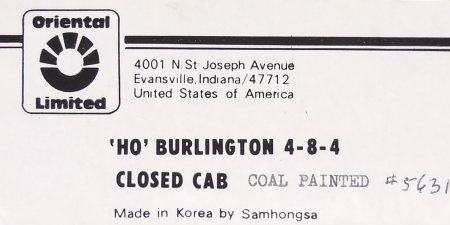 Oriental
Limited
4001 N St Joseph Avenue
Evansville, Indiana/47712
United States of America
'HO' BURLINGTON 4-8-4
CLOSED CAB COAL PAINTED #5631
Made in Korea by Samhongsa